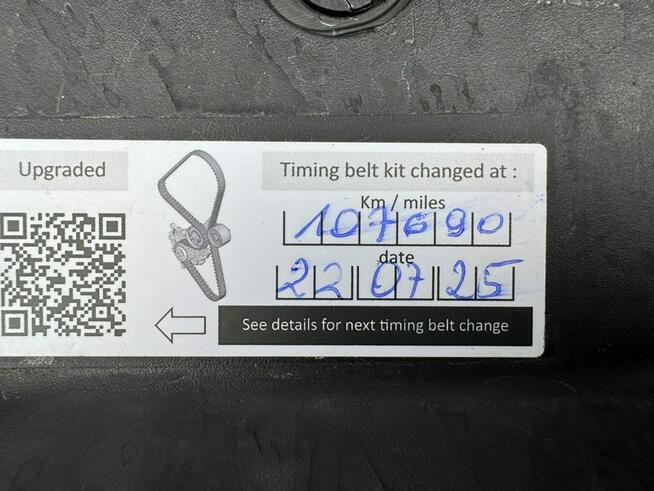 Upgraded
Timing belt kit changed at :
Km / miles
107690
date
22 07 25
See details for next timing belt change